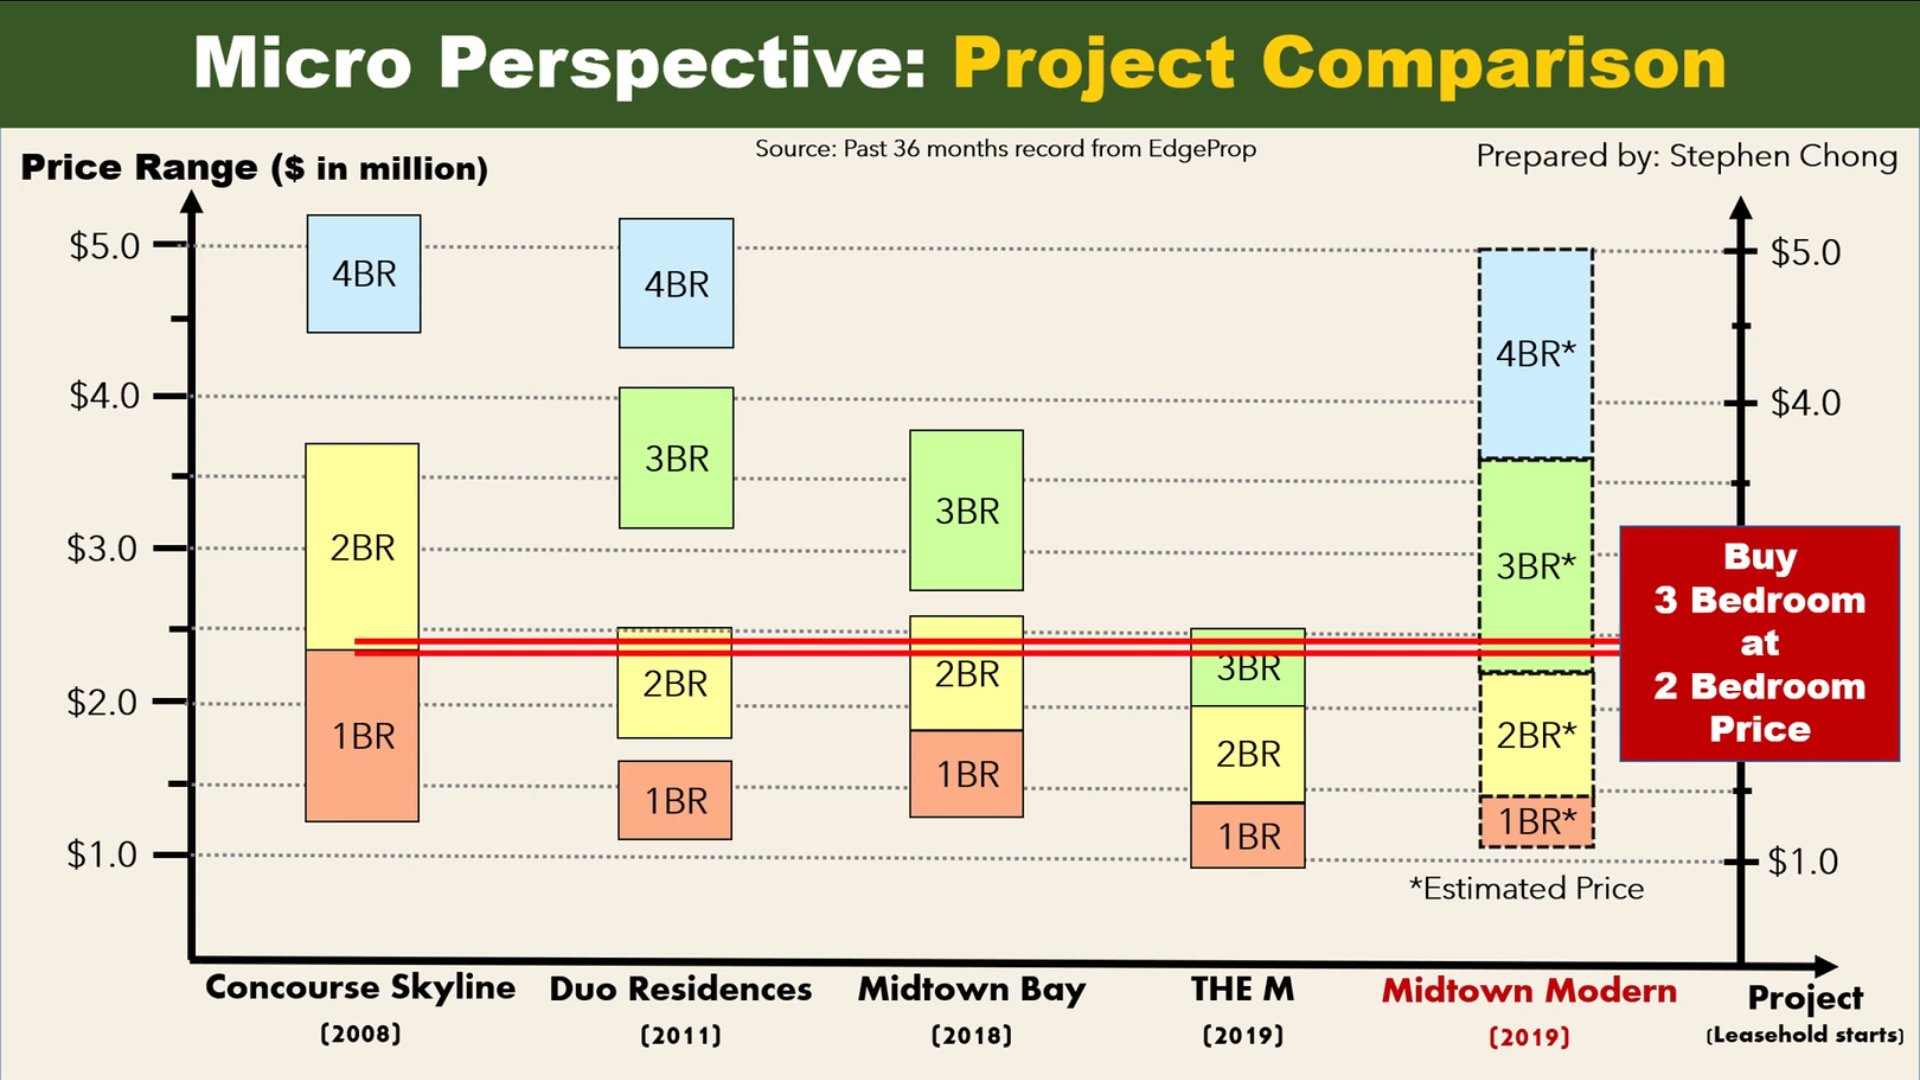 Micro Perspective: Project Comparison
Source: Past 36 months record from EdgeProp
Prepared by: Stephen Chong
Price Range ($ in million)
$5.0
$4.0
$3.0
$2.0
$1.0
4BR
2BR
1BR
4BR
3BR
2BR
1BR
3BR
2BR
1BR
3BR
2BR
1BR
4BR*
3BR*
2BR*
1BR*
$5.0
$4.0
$1.0
Buy
3 Bedroom
at
2 Bedroom
Price
*Estimated Price
Concourse Skyline
(2008)
Duo Residences
(2011)
Midtown Bay
(2018)
THE M
(2019)
Midtown Modern
(2019)
Project
(Leasehold starts)